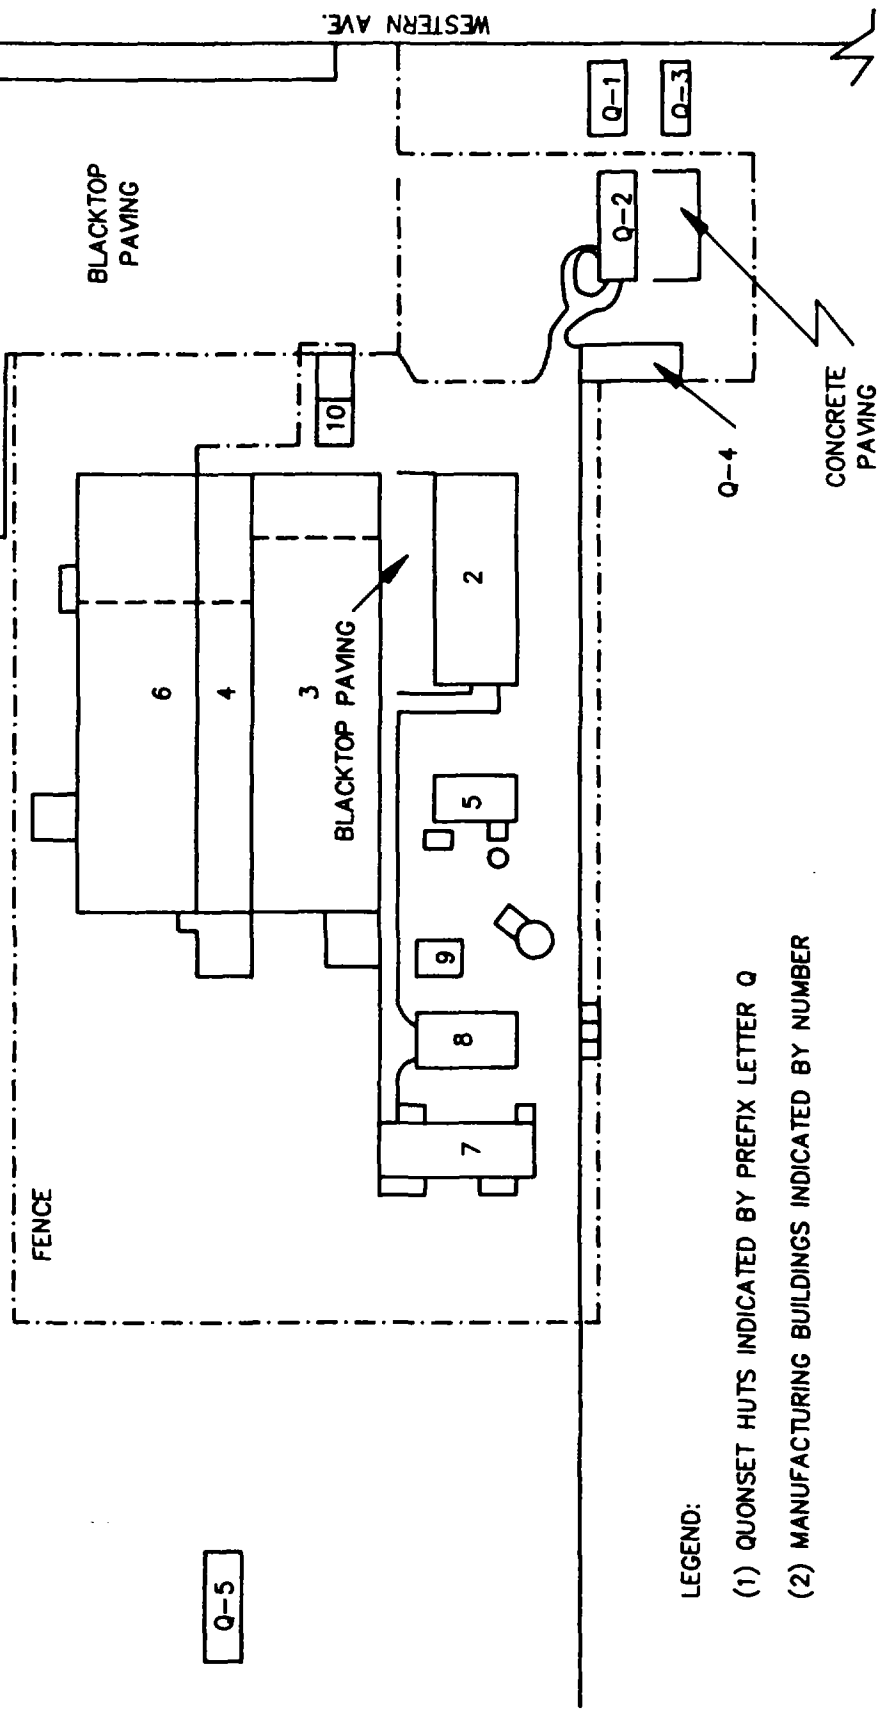 WESTERN AVE.
BLACKTOP
PAVING
Q-1
Q-3
Q-2
10
6
4
3
2
BLACKTOP PAVING
Q-4
CONCRETE
PAVING
5
9
8
7
FENCE
Q-5
LEGEND:
(1) QUONSET HUTS INDICATED BY PREFIX LETTER Q
(2) MANUFACTURING BUILDINGS INDICATED BY NUMBER